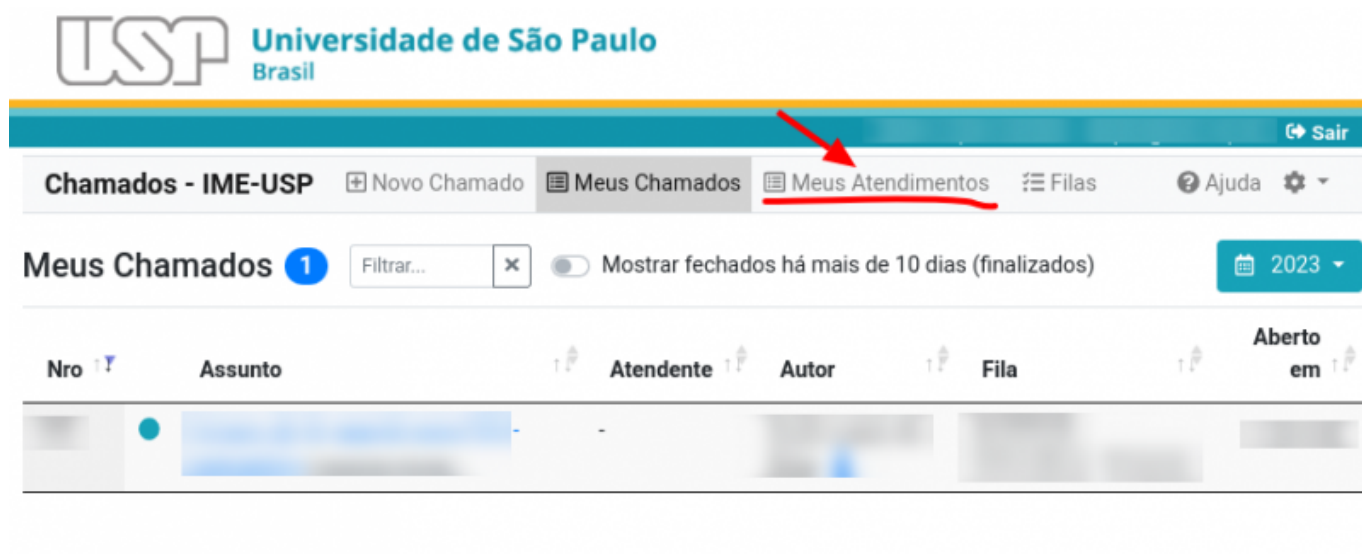 USP
Universidade de São Paulo
Brasil
Sair
Chamados - IME-USP Novo Chamado Meus Chamados Meus Atendimentos Filas Ajuda
Meus Chamados 1 Filtrar... Mostrar fechados há mais de 10 dias (finalizados) 2023
Nro Assunto Atendente Autor Fila Aberto em
- -